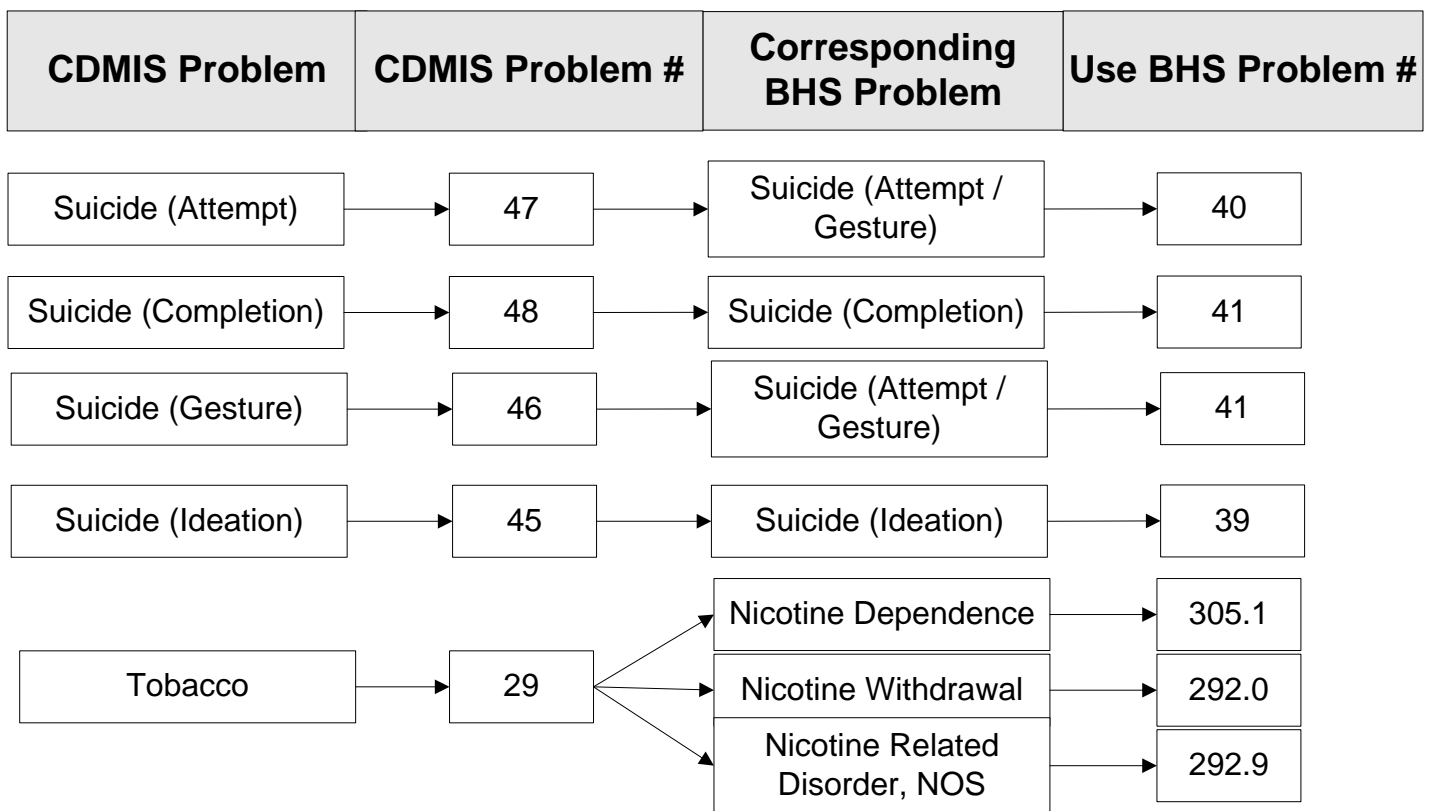 CDMIS Problem
CDMIS Problem #
Corresponding
BHS Problem
Use BHS Problem #
Suicide (Attempt)
47
Suicide (Attempt /
Gesture)
40
Suicide (Completion)
48
Suicide (Completion)
41
Suicide (Gesture)
46
Suicide (Attempt /
Gesture)
41
Suicide (Ideation)
45
Suicide (Ideation)
39
Tobacco
29
Nicotine Dependence
305.1
Nicotine Withdrawal
292.0
Nicotine Related
Disorder, NOS
292.9